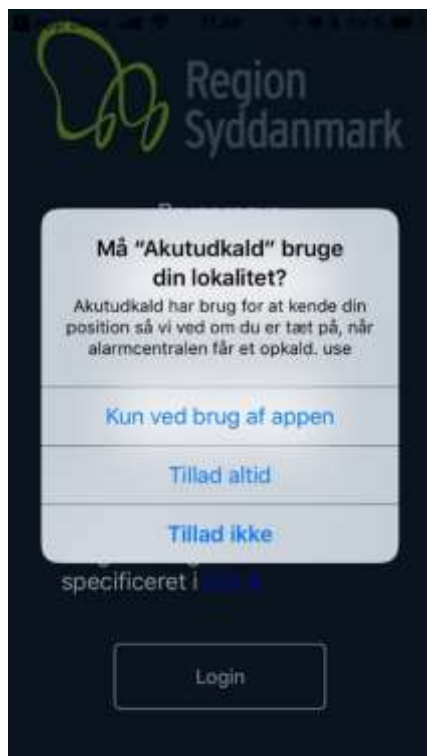 Region
Syddanmark
Må “Akutudkald” bruge
din lokalitet?
Akutudkald har brug for at kende din
position så vi ved om du er tæt på, når
alarmcentralen får et opkald. use
Kun ved brug af appen
Tillad altid
Tillad ikke
specificeret i
Login